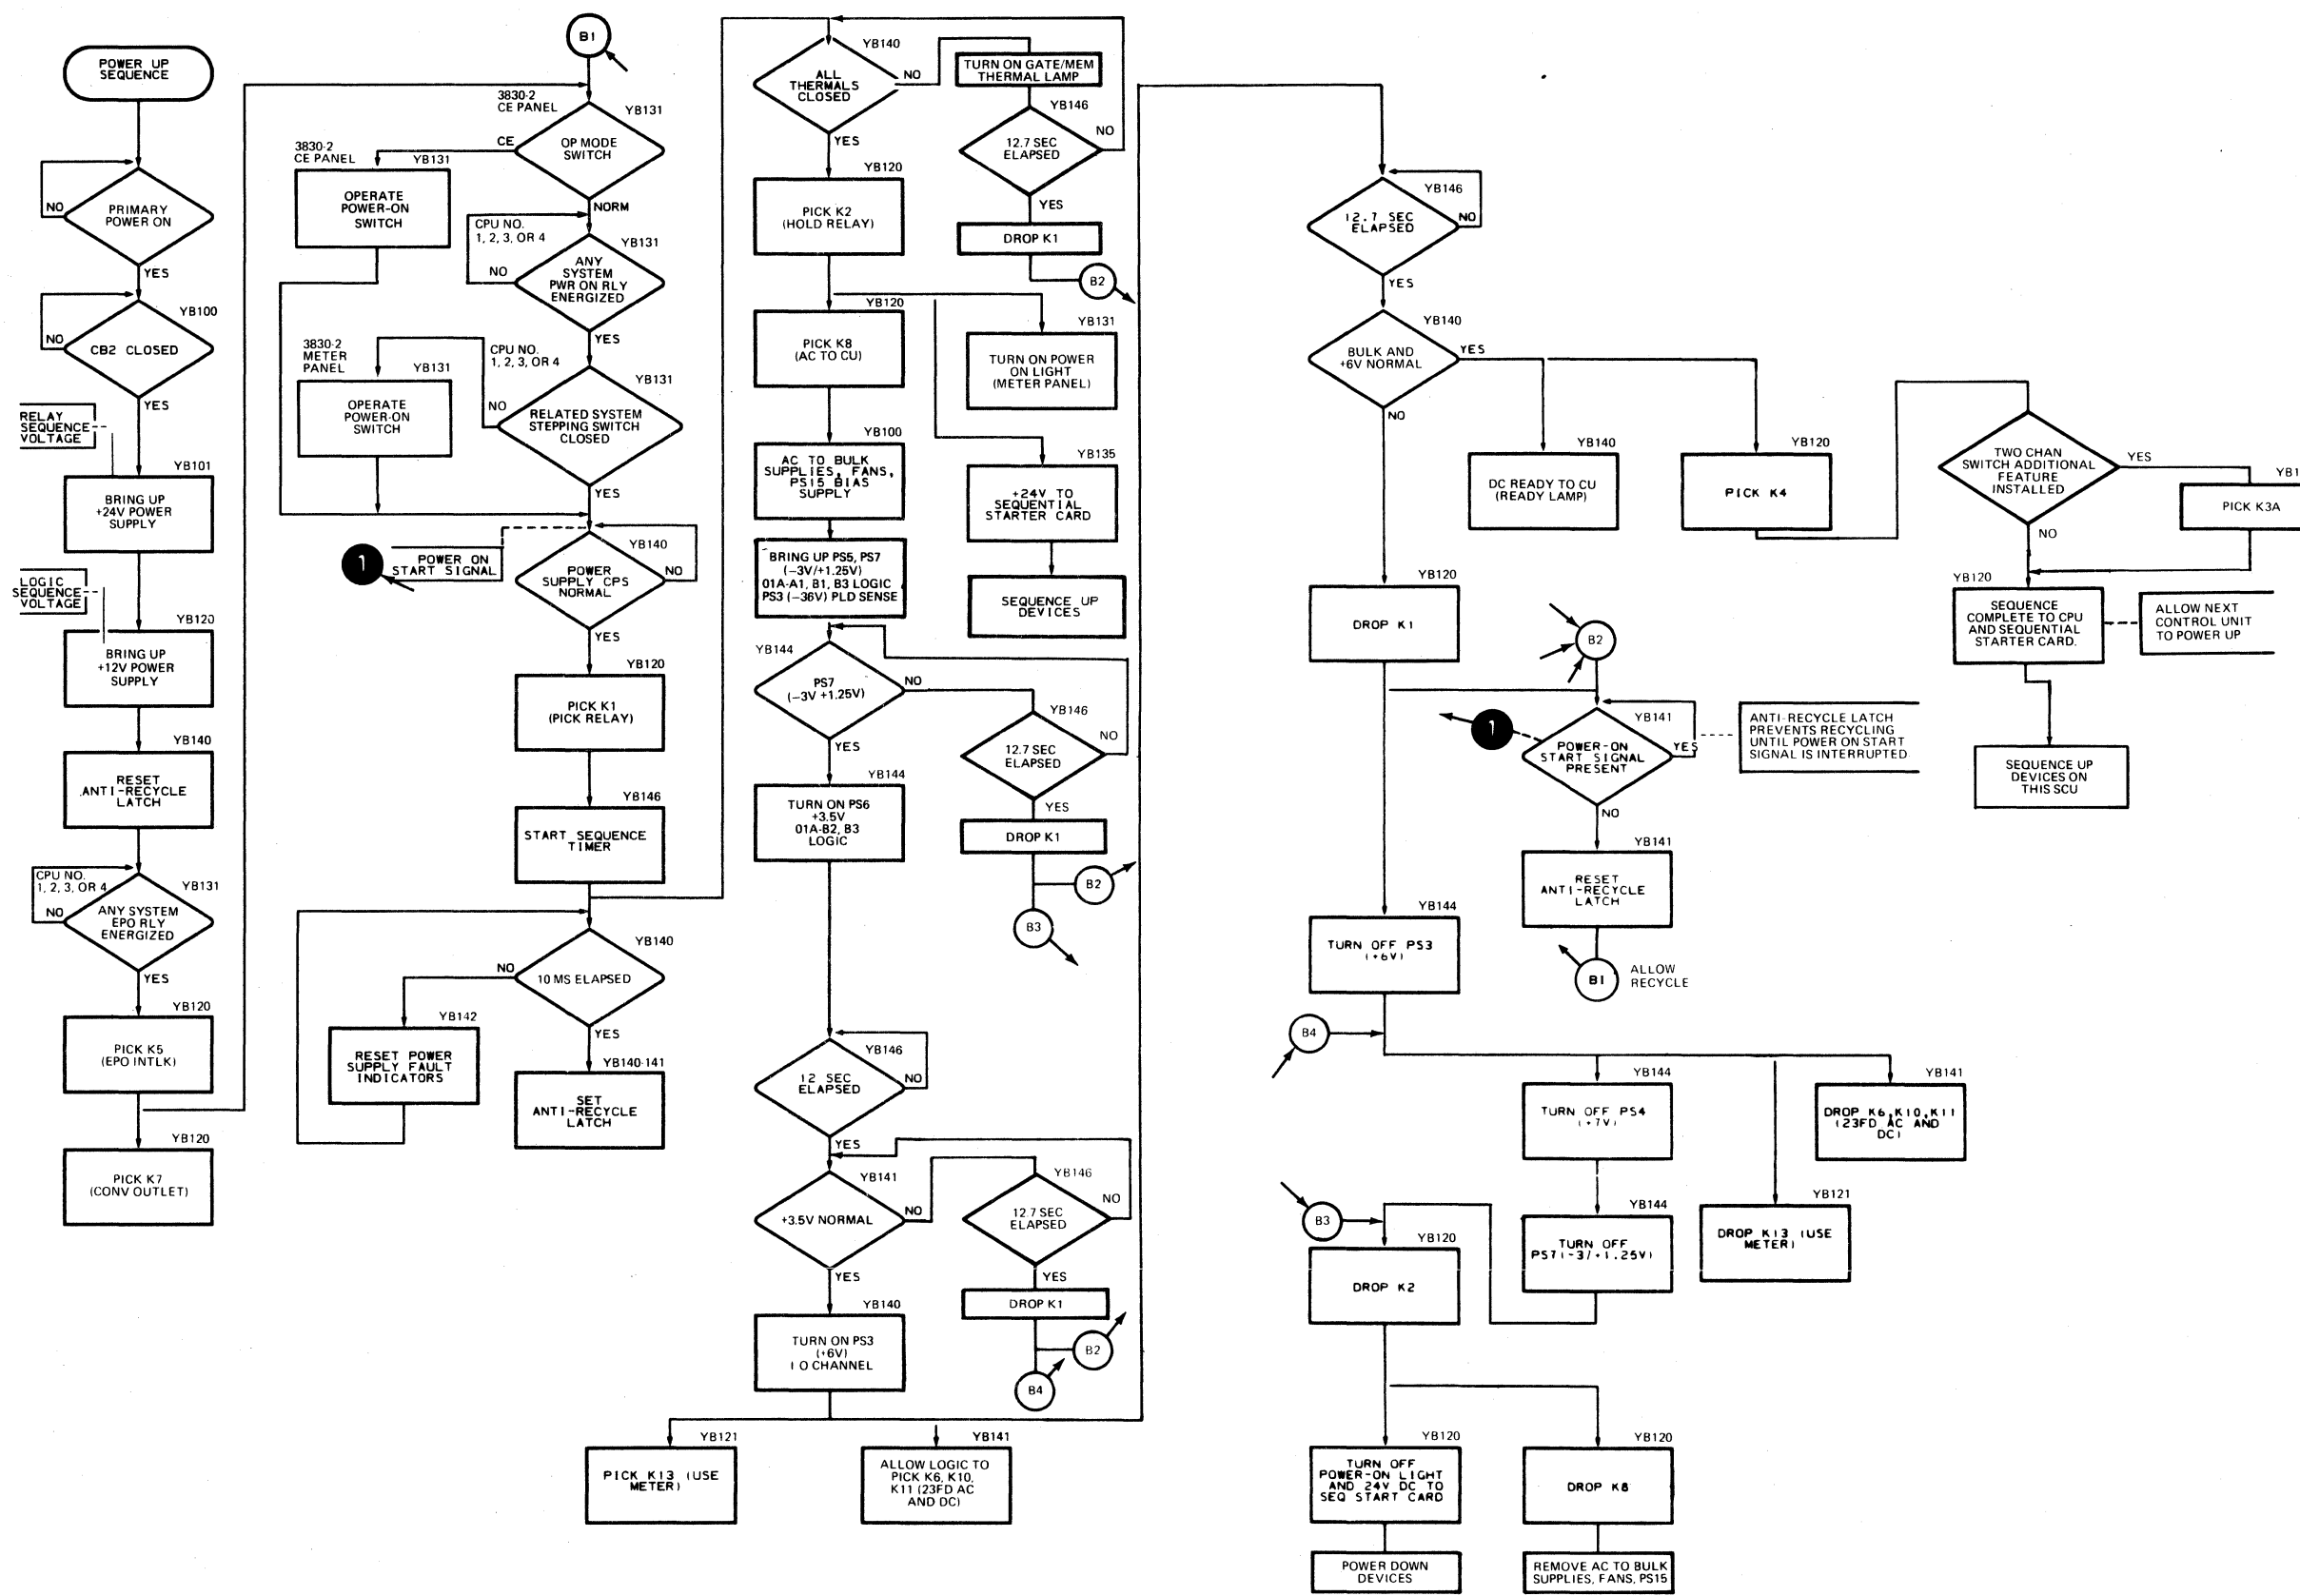 POWER UP
SEQUENCE
NO
PRIMARY
POWER ON
YES
YB100
NO
CB2 CLOSED
YES
RELAY
SEQUENCE
VOLTAGE
YB101
BRING UP
+24V POWER
SUPPLY
LOGIC
SEQUENCE
VOLTAGE
YB120
BRING UP
+12V POWER
SUPPLY
YB140
RESET
ANTI-RECYCLE
LATCH
CPU NO.
1, 2, 3, OR 4
YB131
NO
ANY SYSTEM
EPO RLY
ENERGIZED
YES
YB120
PICK K5
(EPO INTLK)
YB120
PICK K7
(CONV OUTLET)
B1
3830-2
CE PANEL
YB131
CE
OP MODE
SWITCH
NORM
3830-2
CE PANEL
YB131
OPERATE
POWER-ON
SWITCH
CPU NO.
1, 2, 3, OR 4
YB131
NO
ANY
SYSTEM
PWR ON RLY
ENERGIZED
YES
3830-2
METER
PANEL
YB131
OPERATE
POWER-ON
SWITCH
CPU NO.
1, 2, 3, OR 4
YB131
NO
RELATED SYSTEM
STEPPING SWITCH
CLOSED
YES
1
POWER ON
START SIGNAL
YB140
POWER
SUPPLY CPS
NORMAL
NO
YES
YB120
PICK K1
(PICK RELAY)
YB146
START SEQUENCE
TIMER
YB140
NO
10 MS ELAPSED
YES
YB142
RESET POWER
SUPPLY FAULT
INDICATORS
YB140-141
SET
ANTI-RECYCLE
LATCH
YB140
ALL
THERMALS
CLOSED
NO
YES
TURN ON GATE/MEM
THERMAL LAMP
YB146
12.7 SEC
ELAPSED
NO
YES
DROP K1
B2
YB120
PICK K2
(HOLD RELAY)
YB120
PICK K8
(AC TO CU)
YB131
TURN ON POWER
ON LIGHT
(METER PANEL)
YB100
AC TO BULK
SUPPLIES, FANS,
PS15 BIAS
SUPPLY
YB135
+24V TO
SEQUENTIAL
STARTER CARD
BRING UP PS5, PS7
(-3V/+1.25V)
01A-A1, B1, B3 LOGIC
PS3 (-36V) PLD SENSE
SEQUENCE UP
DEVICES
YB144
PS7
(-3V +1.25V)
NO
YES
YB146
12.7 SEC
ELAPSED
NO
YES
DROP K1
B2
B3
YB144
TURN ON PS6
+3.5V
01A-B2, B3
LOGIC
YB146
12 SEC
ELAPSED
NO
YES
YB141
+3.5V NORMAL
NO
YES
YB146
12.7 SEC
ELAPSED
NO
YES
DROP K1
B2
B4
YB140
TURN ON PS3
(+6V)
I O CHANNEL
YB121
PICK K13 (USE
METER)
YB141
ALLOW LOGIC TO
PICK K6, K10,
K11 (23FD AC
AND DC)
YB146
12.7 SEC
ELAPSED
NO
YES
YB140
BULK AND
+6V NORMAL
YES
NO
YB140
DC READY TO CU
(READY LAMP)
YB120
PICK K4
TWO CHAN
SWITCH ADDITIONAL
FEATURE
INSTALLED
YES
NO
YB1
PICK K3A
YB120
SEQUENCE
COMPLETE TO CPU
AND SEQUENTIAL
STARTER CARD.
ALLOW NEXT
CONTROL UNIT
TO POWER UP
SEQUENCE UP
DEVICES ON
THIS SCU
YB120
DROP K1
B2
1
YB141
POWER-ON
START SIGNAL
PRESENT
YES
NO
ANTI-RECYCLE LATCH
PREVENTS RECYCLING
UNTIL POWER ON START
SIGNAL IS INTERRUPTED
YB141
RESET
ANTI-RECYCLE
LATCH
B1
ALLOW
RECYCLE
YB144
TURN OFF PS3
(+6V)
B4
YB144
TURN OFF PS4
(+7V)
YB141
DROP K6, K10, K11
(23FD AC AND
DC)
YB144
TURN OFF
PS7(-3/+1.25V)
YB121
DROP K13 (USE
METER)
B3
YB120
DROP K2
YB120
TURN OFF
POWER-ON LIGHT
AND 24V DC TO
SEQ START CARD
YB120
DROP K8
POWER DOWN
DEVICES
REMOVE AC TO BULK
SUPPLIES, FANS, PS15